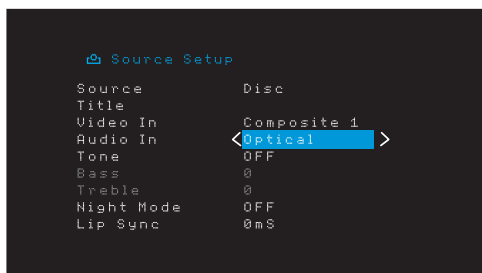 Source Setup
Source Disc
Title
Video In Composite 1
Audio In < Optical >
Tone OFF
Bass 0
Treble 0
Night Mode OFF
Lip Sync 0mS